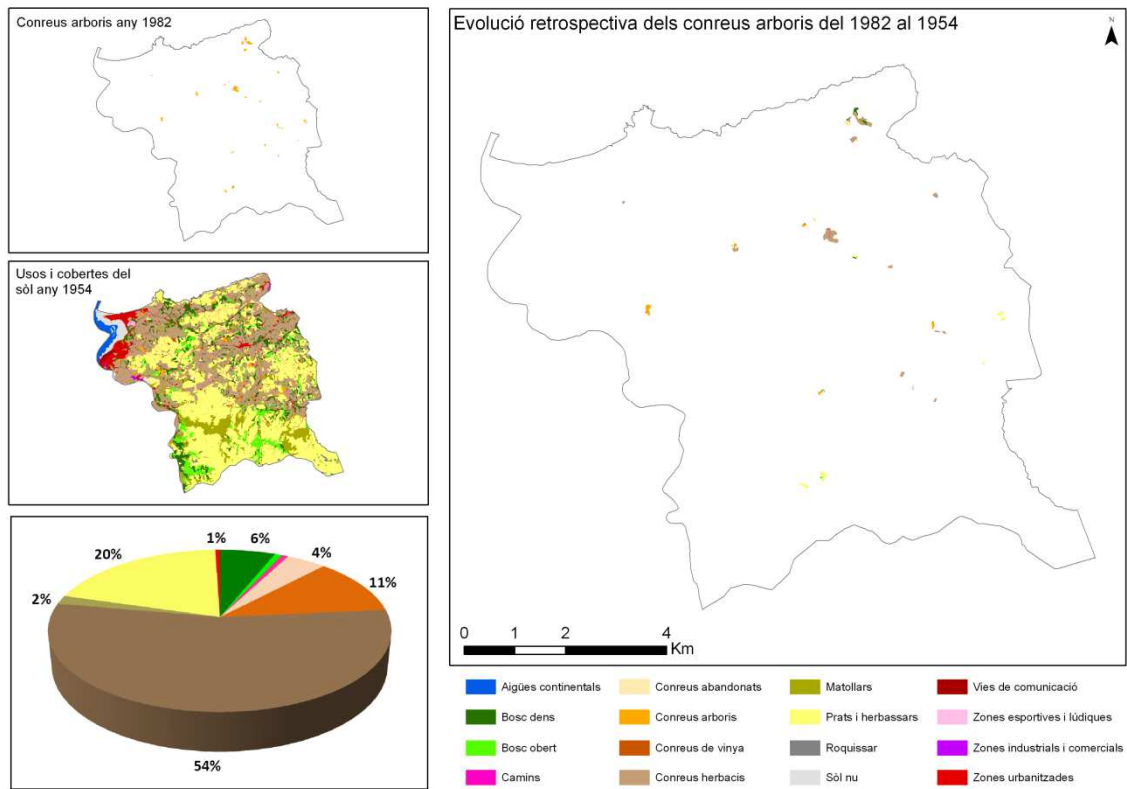 Conreus arboris any 1982
Evolució retrospectiva dels conreus arboris del 1982 al 1954
N
Usos i cobertes del
sòl any 1954
1%
6%
4%
11%
20%
2%
54%
0 1 2 4
Km
Aigües continentals
Bosc dens
Bosc obert
Camins
Conreus abandonats
Conreus arboris
Conreus de vinya
Conreus herbacis
Matollars
Prats i herbassars
Roquissar
Sòl nu
Vies de comunicació
Zones esportives i lúdiques
Zones industrials i comercials
Zones urbanitzades